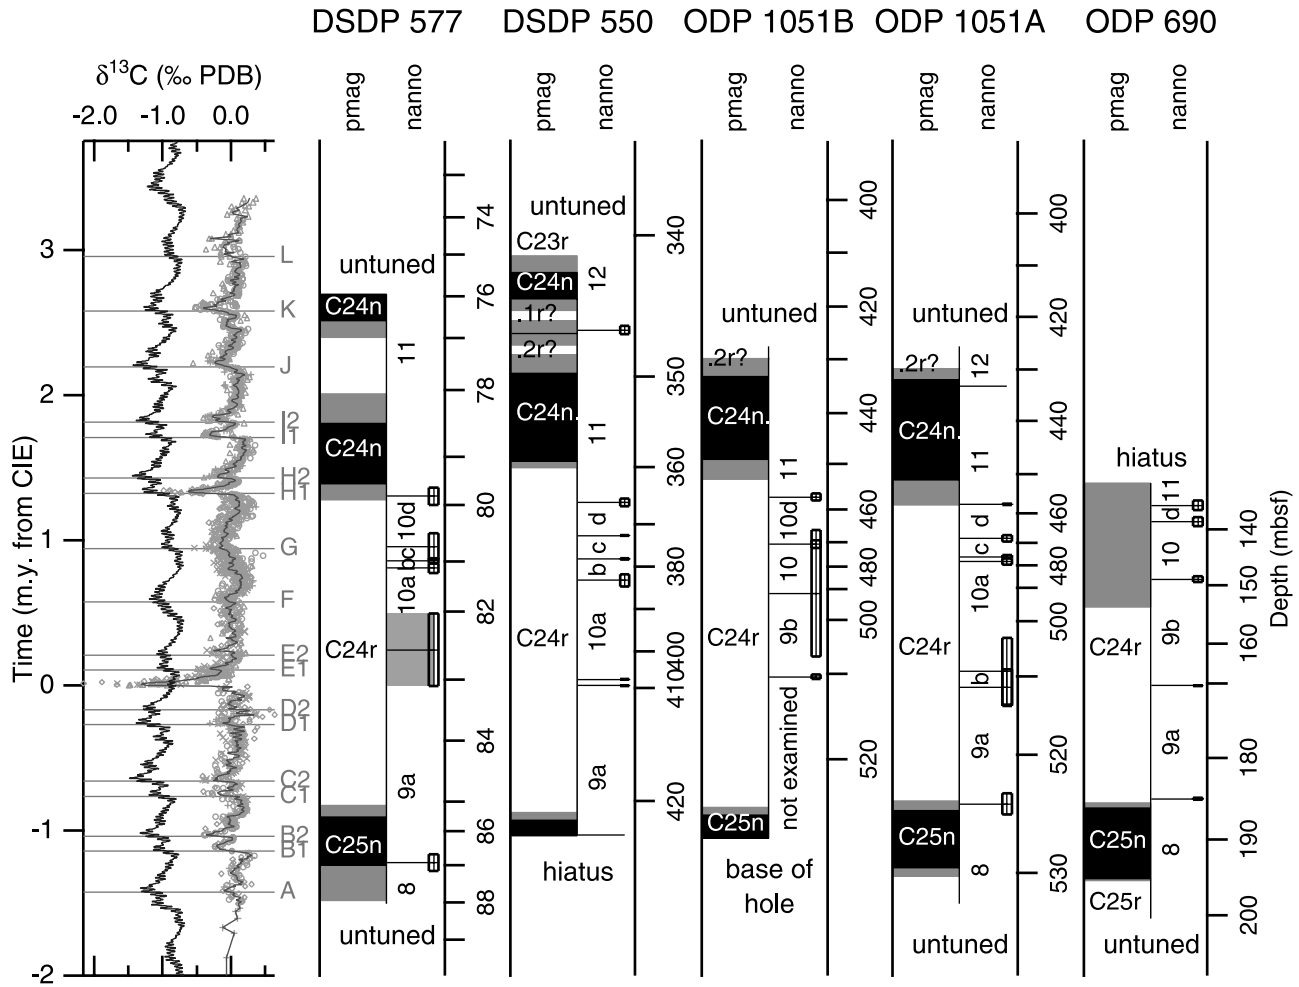 DSDP 577
DSDP 550
ODP 1051B
ODP 1051A
ODP 690
δ13C (‰ PDB)
-2.0 -1.0 0.0
pmag
nanno
pmag
nanno
pmag
nanno
pmag
nanno
pmag
nanno
Time (m.y. from CIE)
3
2
1
0
-1
-2
L
K
J
I2
I1
H2
H1
G
F
E2
E1
D2
D1
C2
C1
B2
B1
A
untuned
C24n
C24n
C24r
C25n
11
10d
bc
10a
9a
8
untuned
74
76
78
80
82
84
86
88
untuned
C23r
C24n
.1r?
.2r?
C24n.
C24r
12
11
d
c
b
10a
9a
hiatus
340
350
360
380
400
410
420
untuned
.2r?
C24n.
C24r
C25n
11
10d
10
9b
not examined
base of
hole
400
420
440
460
480
500
520
untuned
.2r?
C24n.
C24r
C25n
12
11
d
c
10a
b
9a
8
untuned
400
420
440
460
480
500
520
530
hiatus
C24r
C25n
C25r
11
d
10
9b
9a
8
untuned
140
150
160
180
190
200
Depth (mbsf)